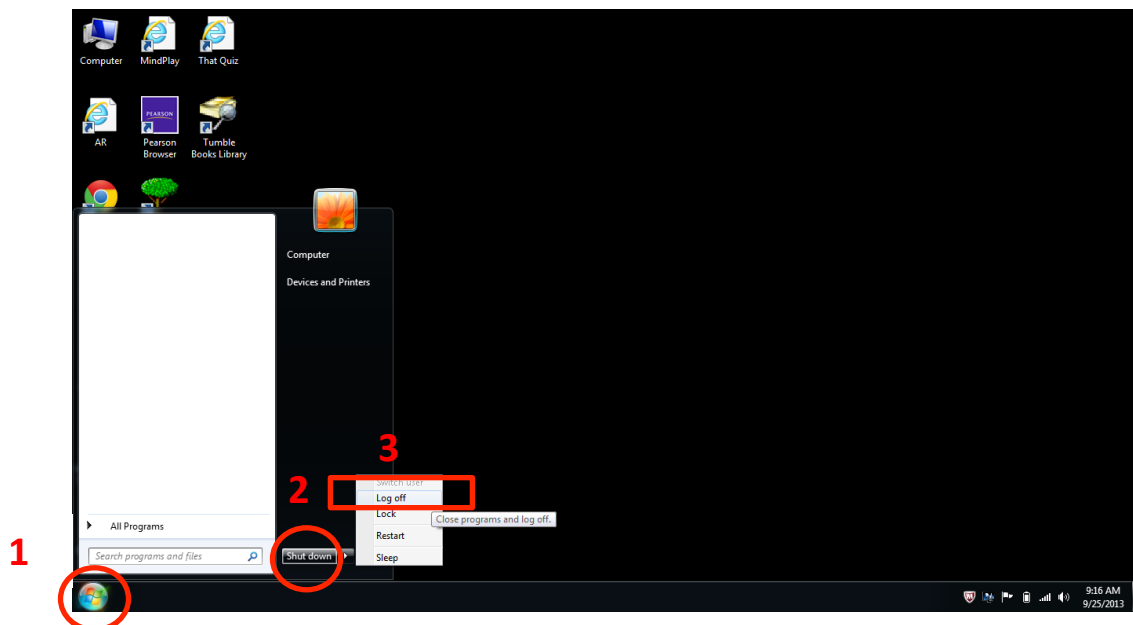 Computer
MindPlay
That Quiz
PEARSON
AR
Pearson
Browser
Tumble
Books Library
Computer
Devices and Printers
3
Switch user
2
Log off
Lock
Close programs and log off.
All Programs
Restart
1
Search programs and files
Shut down
Sleep
9:16 AM
9/25/2013